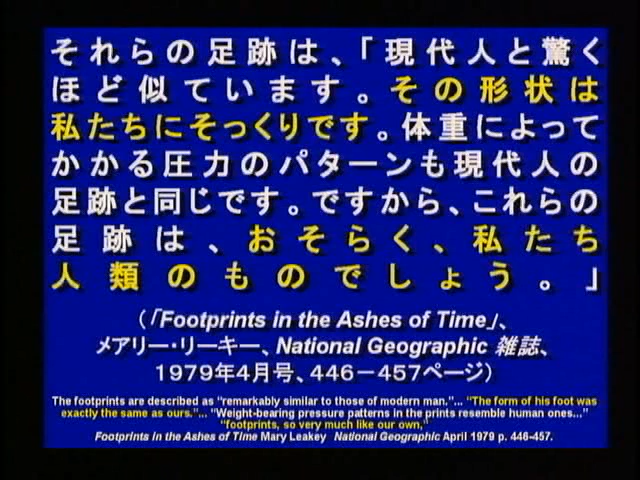 それらの足跡は、「現代人と驚く
ほど似ています。その形状は
私たちにそっくりです。体重によって
かかる圧力のパターンも現代人の
足跡と同じです。ですから、これらの
足跡は、おそらく、私たち
人類のものでしょう。」
（「Footprints in the Ashes of Time」、
メアリー・リーキー、National Geographic 雑誌、
1979年4月号、446－457ページ）
The footprints are described as "remarkably similar to those of modern man."... "The form of his foot was
exactly the same as ours."... "Weight-bearing pressure patterns in the prints resemble human ones..."
"footprints, so very much like our own,"
Footprints in the Ashes of Time Mary Leakey National Geographic April 1979 p. 446-457.